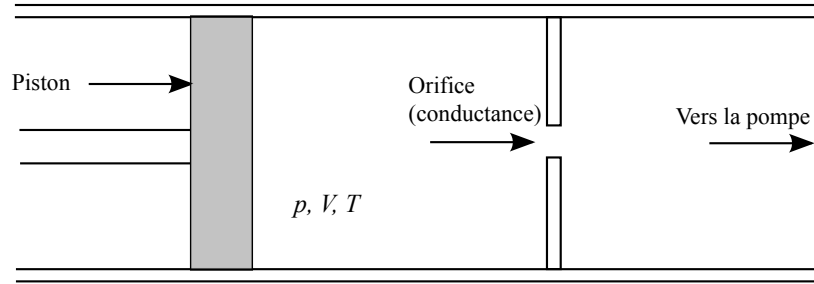 Piston
Orifice
(conductance)
Vers la pompe
p, V, T